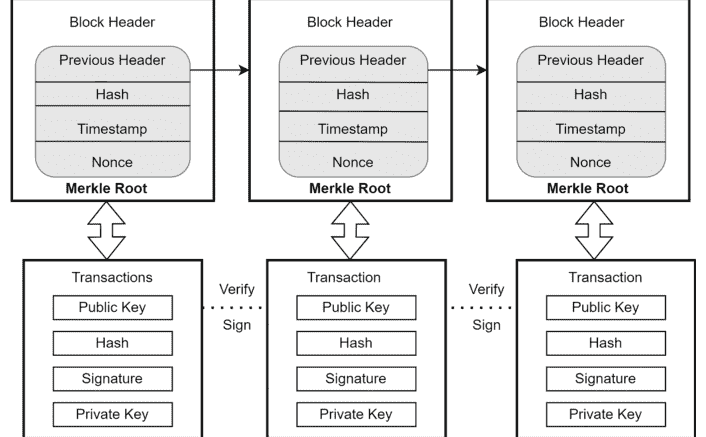 Block Header
Previous Header
Hash
Timestamp
Nonce
Merkle Root
Block Header
Previous Header
Hash
Timestamp
Nonce
Merkle Root
Block Header
Previous Header
Hash
Timestamp
Nonce
Merkle Root
Transactions
Public Key
Hash
Signature
Private Key
Verify
Sign
Transaction
Public Key
Hash
Signature
Private Key
Verify
Sign
Transaction
Public Key
Hash
Signature
Private Key